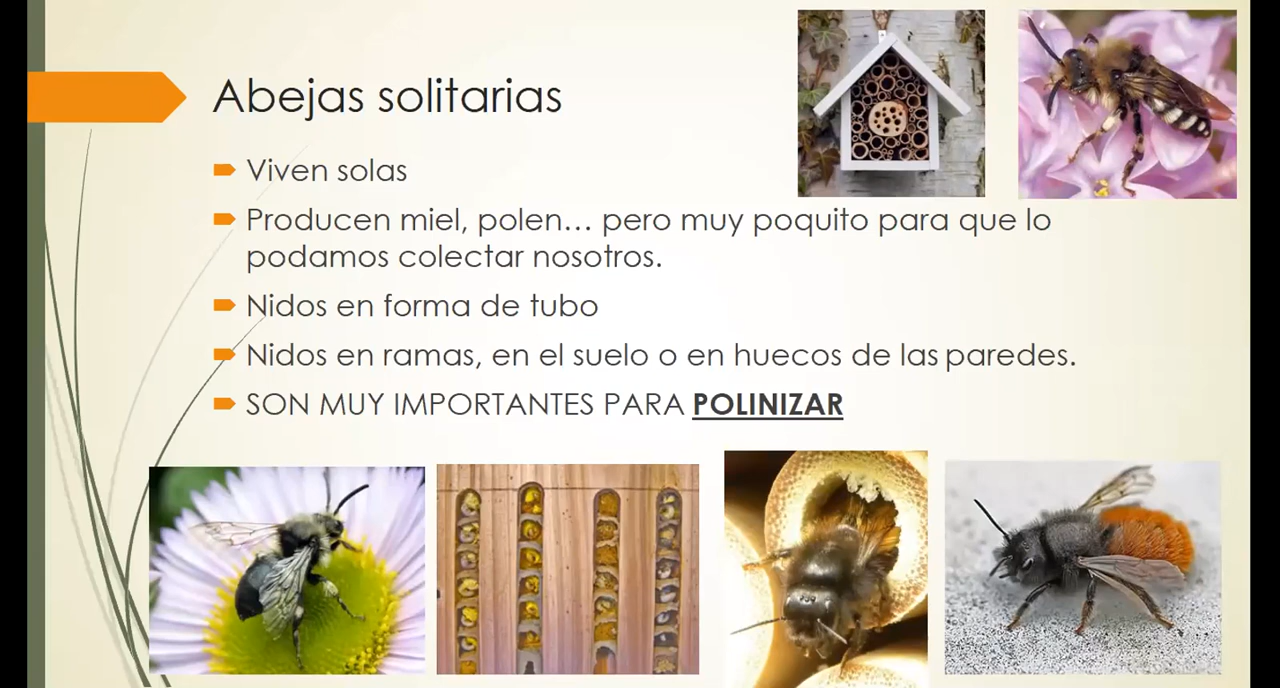 Abejas solitarias
Viven solas
Producen miel, polen… pero muy poquito para que lo
podamos colectar nosotros.
Nidos en forma de tubo
Nidos en ramas, en el suelo o en huecos de las paredes.
SON MUY IMPORTANTES PARA POLINIZAR